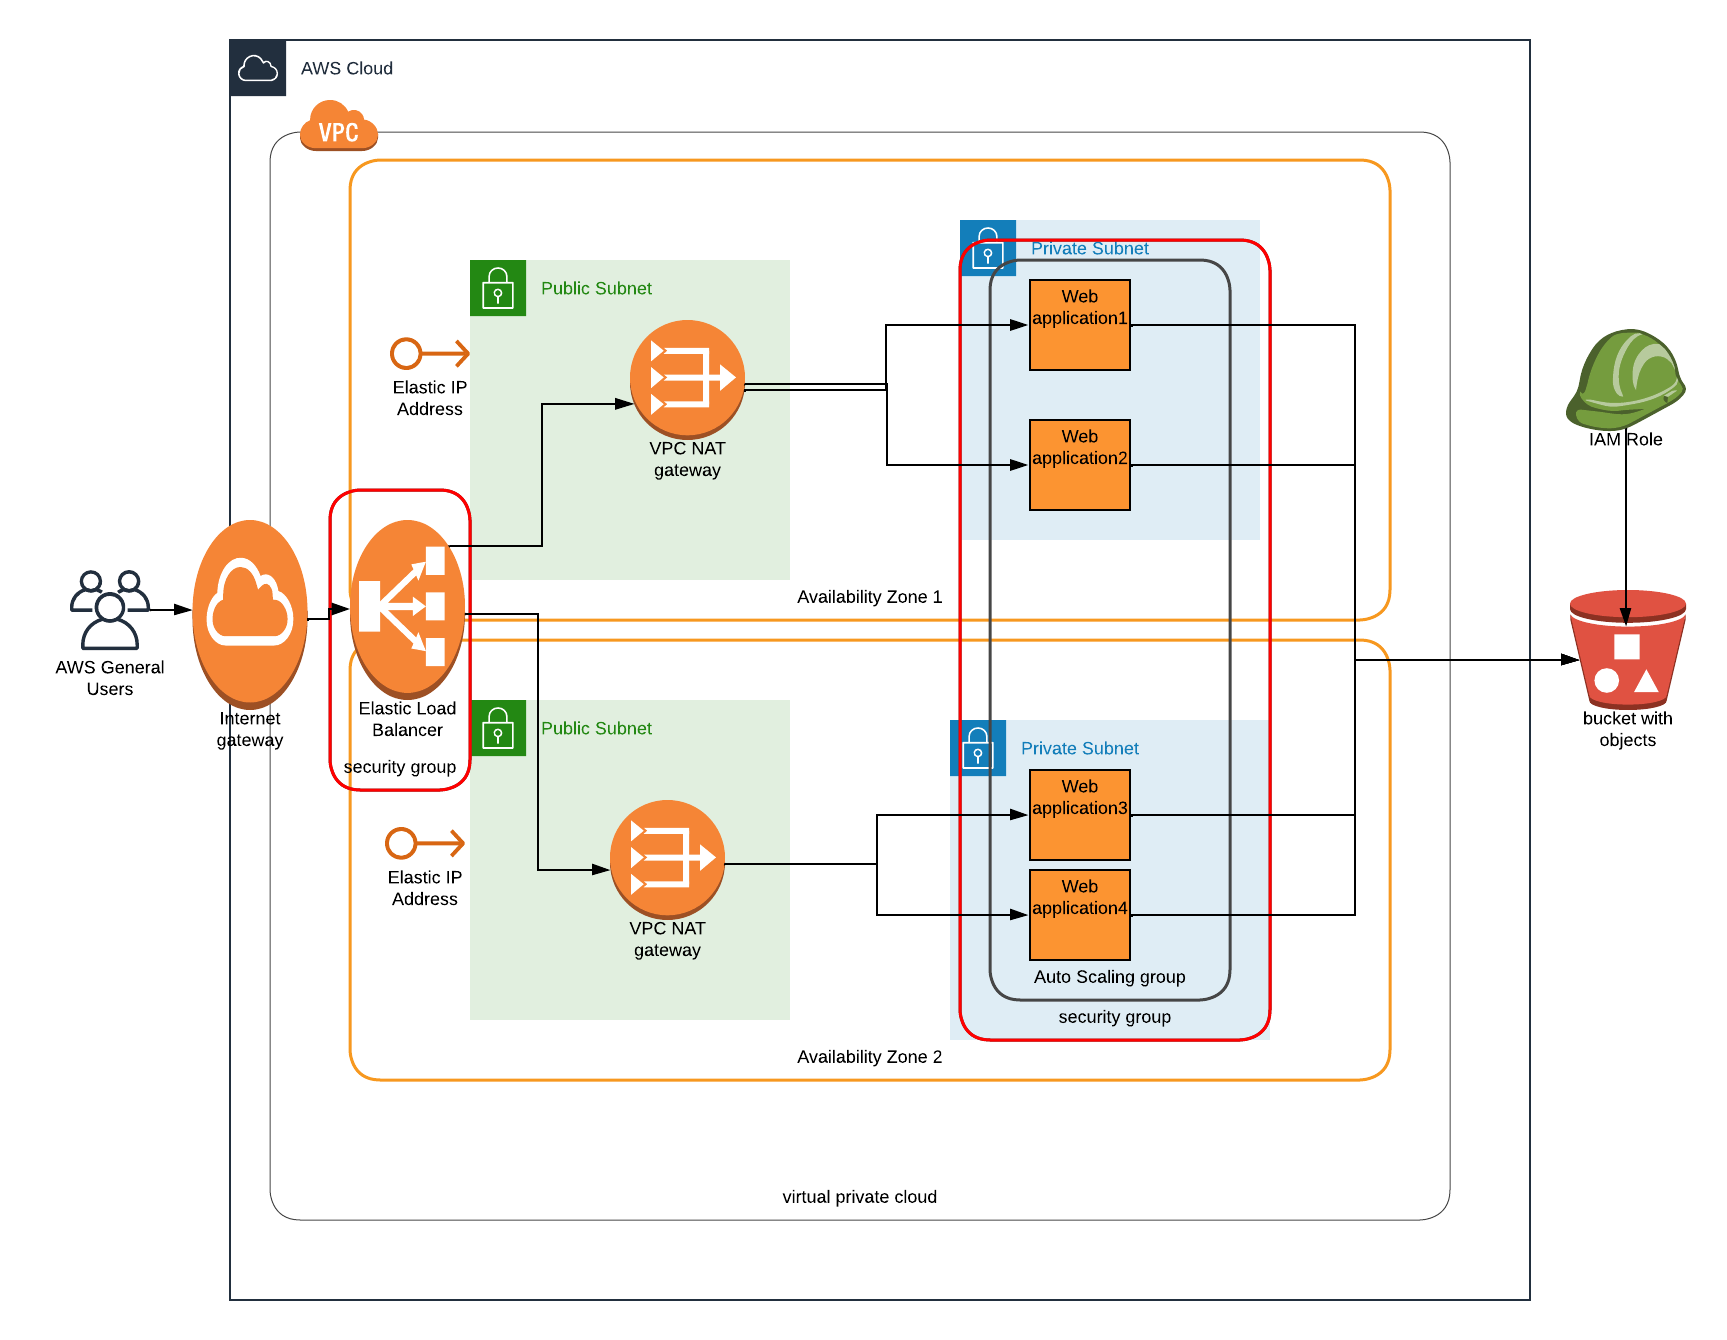 AWS Cloud
VPC
Private Subnet
Public Subnet
Web
application1
Elastic IP
Address
Web
application2
VPC NAT
gateway
IAM Role
Availability Zone 1
AWS General
Users
Internet
gateway
Elastic Load
Balancer
security group
Public Subnet
Private Subnet
bucket with
objects
Web
application3
Elastic IP
Address
Web
application4
VPC NAT
gateway
Auto Scaling group
security group
Availability Zone 2
virtual private cloud